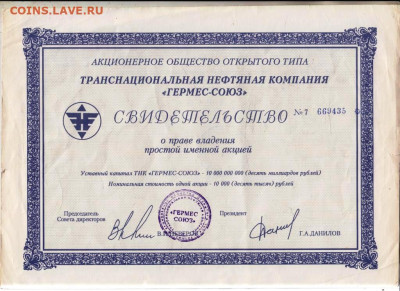 COINS.LAVE.RU
АКЦИОНЕРНОЕ ОБЩЕСТВО ОТКРЫТОГО ТИПА
ТРАНСНАЦИОНАЛЬНАЯ НЕФТЯНАЯ КОМПАНИЯ
«ГЕРМЕС-СОЮЗ»
СВИДЕТЕЛЬСТВО
№7 669435
о праве владения
простой именной акцией
Уставный капитал ТНК «ГЕРМЕС-СОЮЗ» - 10 000 000 000 (десять миллиардов рублей)
Номинальная стоимость одной акции - 10 000 (десять тысяч) рублей
Председатель
Совета директоров
«ГЕРМЕС
СОЮЗ»
Президент
Г.А.ДАНИЛОВ